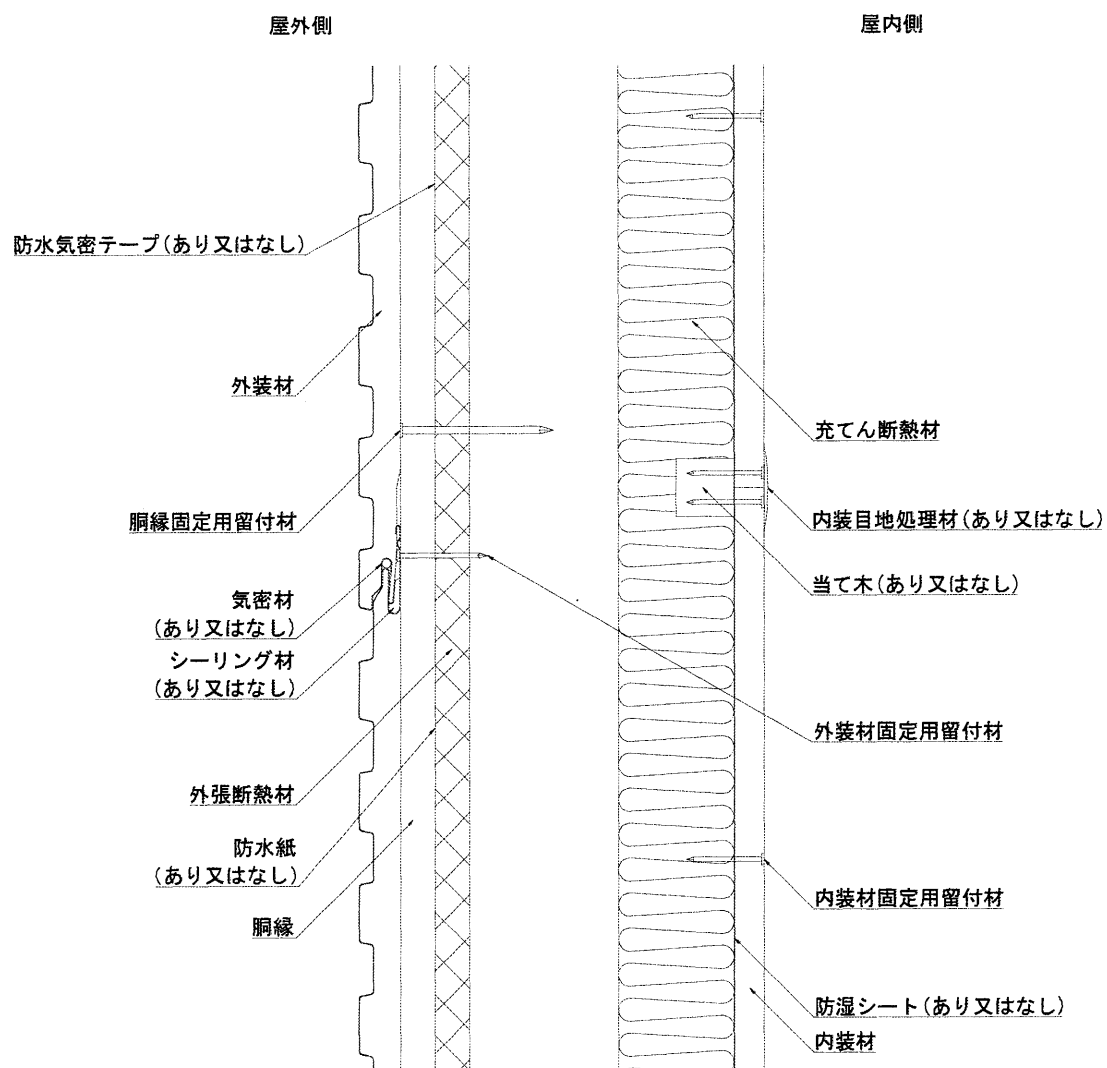 屋外側
屋内側
防水気密テープ(あり又はなし)
外装材
胴縁固定用留付材
気密材
(あり又はなし)
シーリング材
(あり又はなし)
外張断熱材
防水紙
(あり又はなし)
胴縁
充てん断熱材
内装目地処理材(あり又はなし)
当て木(あり又はなし)
外装材固定用留付材
内装材固定用留付材
防湿シート(あり又はなし)
内装材